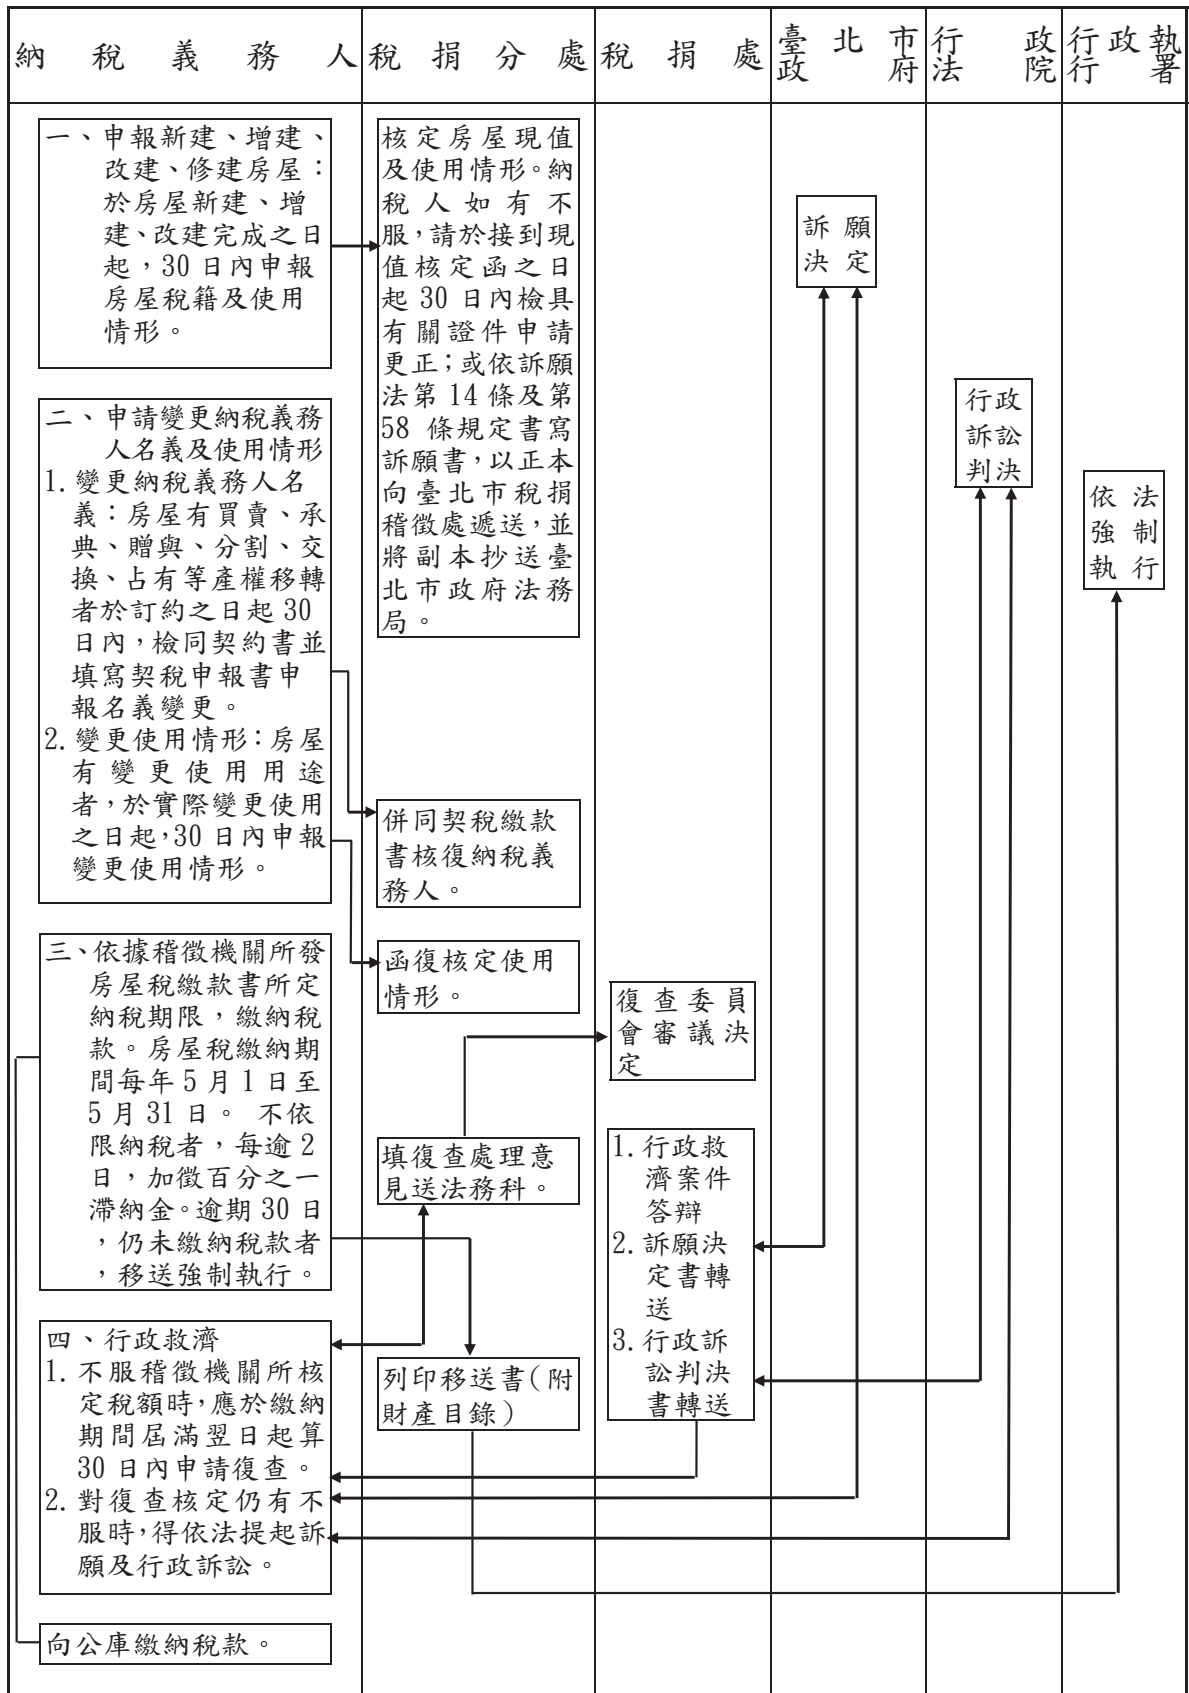 納稅義務人
稅捐分處
稅捐處
臺北市
政府
行政
法院
行政執
行署
一、申報新建、增建、
改建、修建房屋：
於房屋新建、增
建、改建完成之日
起，30日內申報
房屋稅籍及使用
情形。
二、申請變更納稅義務
人名義及使用情形
1.變更納稅義務人名
義：房屋有買賣、承
典、贈與、分割、交
換、占有等產權移轉
者於訂約之日起30
日內，檢同契約書並
填寫契稅申報書申
報名義變更。
2.變更使用情形：房屋
有變更使用用途
者，於實際變更使用
之日起，30日內申報
變更使用情形。
三、依據稽徵機關所發
房屋稅繳款書所定
納稅期限，繳納稅
款。房屋稅繳納期
間每年5月1日至
5月31日。 不依
限納稅者，每逾2
日，加徵百分之一
滯納金。逾期30日
，仍未繳納稅款者
，移送強制執行。
四、行政救濟
1.不服稽徵機關所核
定稅額時，應於繳納
期間屆滿翌日起算
30日內申請復查。
2.對復查核定仍有不
服時，得依法提起訴
願及行政訴訟。
向公庫繳納稅款。
核定房屋現值
及使用情形。納
稅人如有不
服，請於接到現
值核定函之日
起30日內檢具
有關證件申請
更正；或依訴願
法第14條及第
58條規定書寫
訴願書，以正本
向臺北市稅捐
稽徵處遞送，並
將副本抄送臺
北市政府法務
局。
併同契稅繳款
書核復納稅義
務人。
函復核定使用
情形。
填復查處理意
見送法務科。
列印移送書（附
財產目錄）
復查委員
會審議決
定
1.行政救
濟案件
答辯
2.訴願決
定書轉
送
3.行政訴
訟判決
書轉送
訴願
決定
行政
訴訟
判決
依法
強制
執行